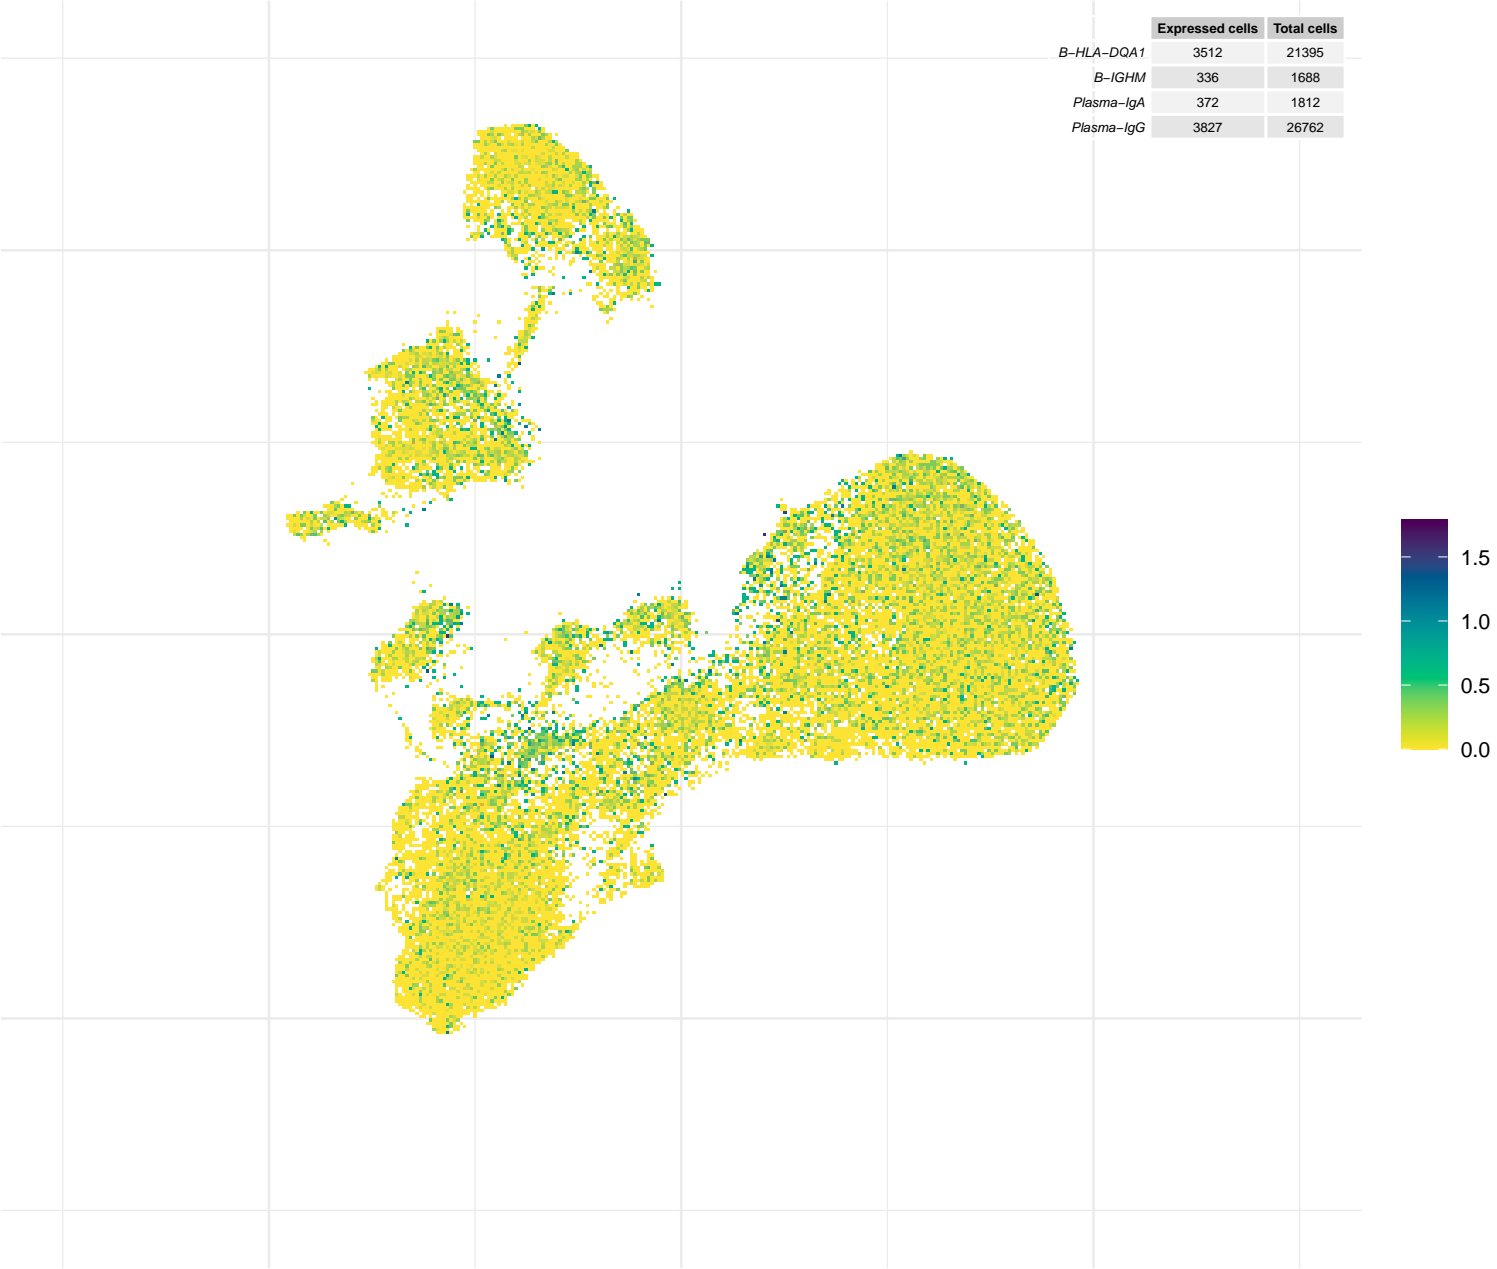 Expressed cells Total cells
B−HLA−DQA1 3512 21395
B−IGHM 336 1688
Plasma−IgA 372 1812
Plasma−IgG 3827 26762
1.5
1.0
0.5
0.0